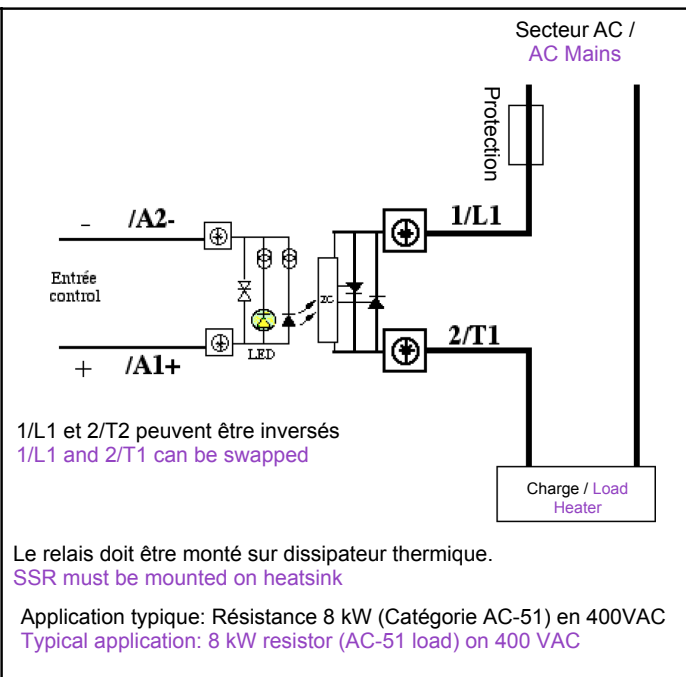 Secteur AC /
AC Mains
Protection
- /A2-
1/L1
Entrée
control
ZC
LED
+ /A1+
2/T1
1/L1 et 2/T2 peuvent être inversés
1/L1 and 2/T1 can be swapped
Charge / Load
Heater
Le relais doit être monté sur dissipateur thermique.
SSR must be mounted on heatsink
Application typique: Résistance 8 kW (Catégorie AC-51) en 400VAC
Typical application: 8 kW resistor (AC-51 load) on 400 VAC